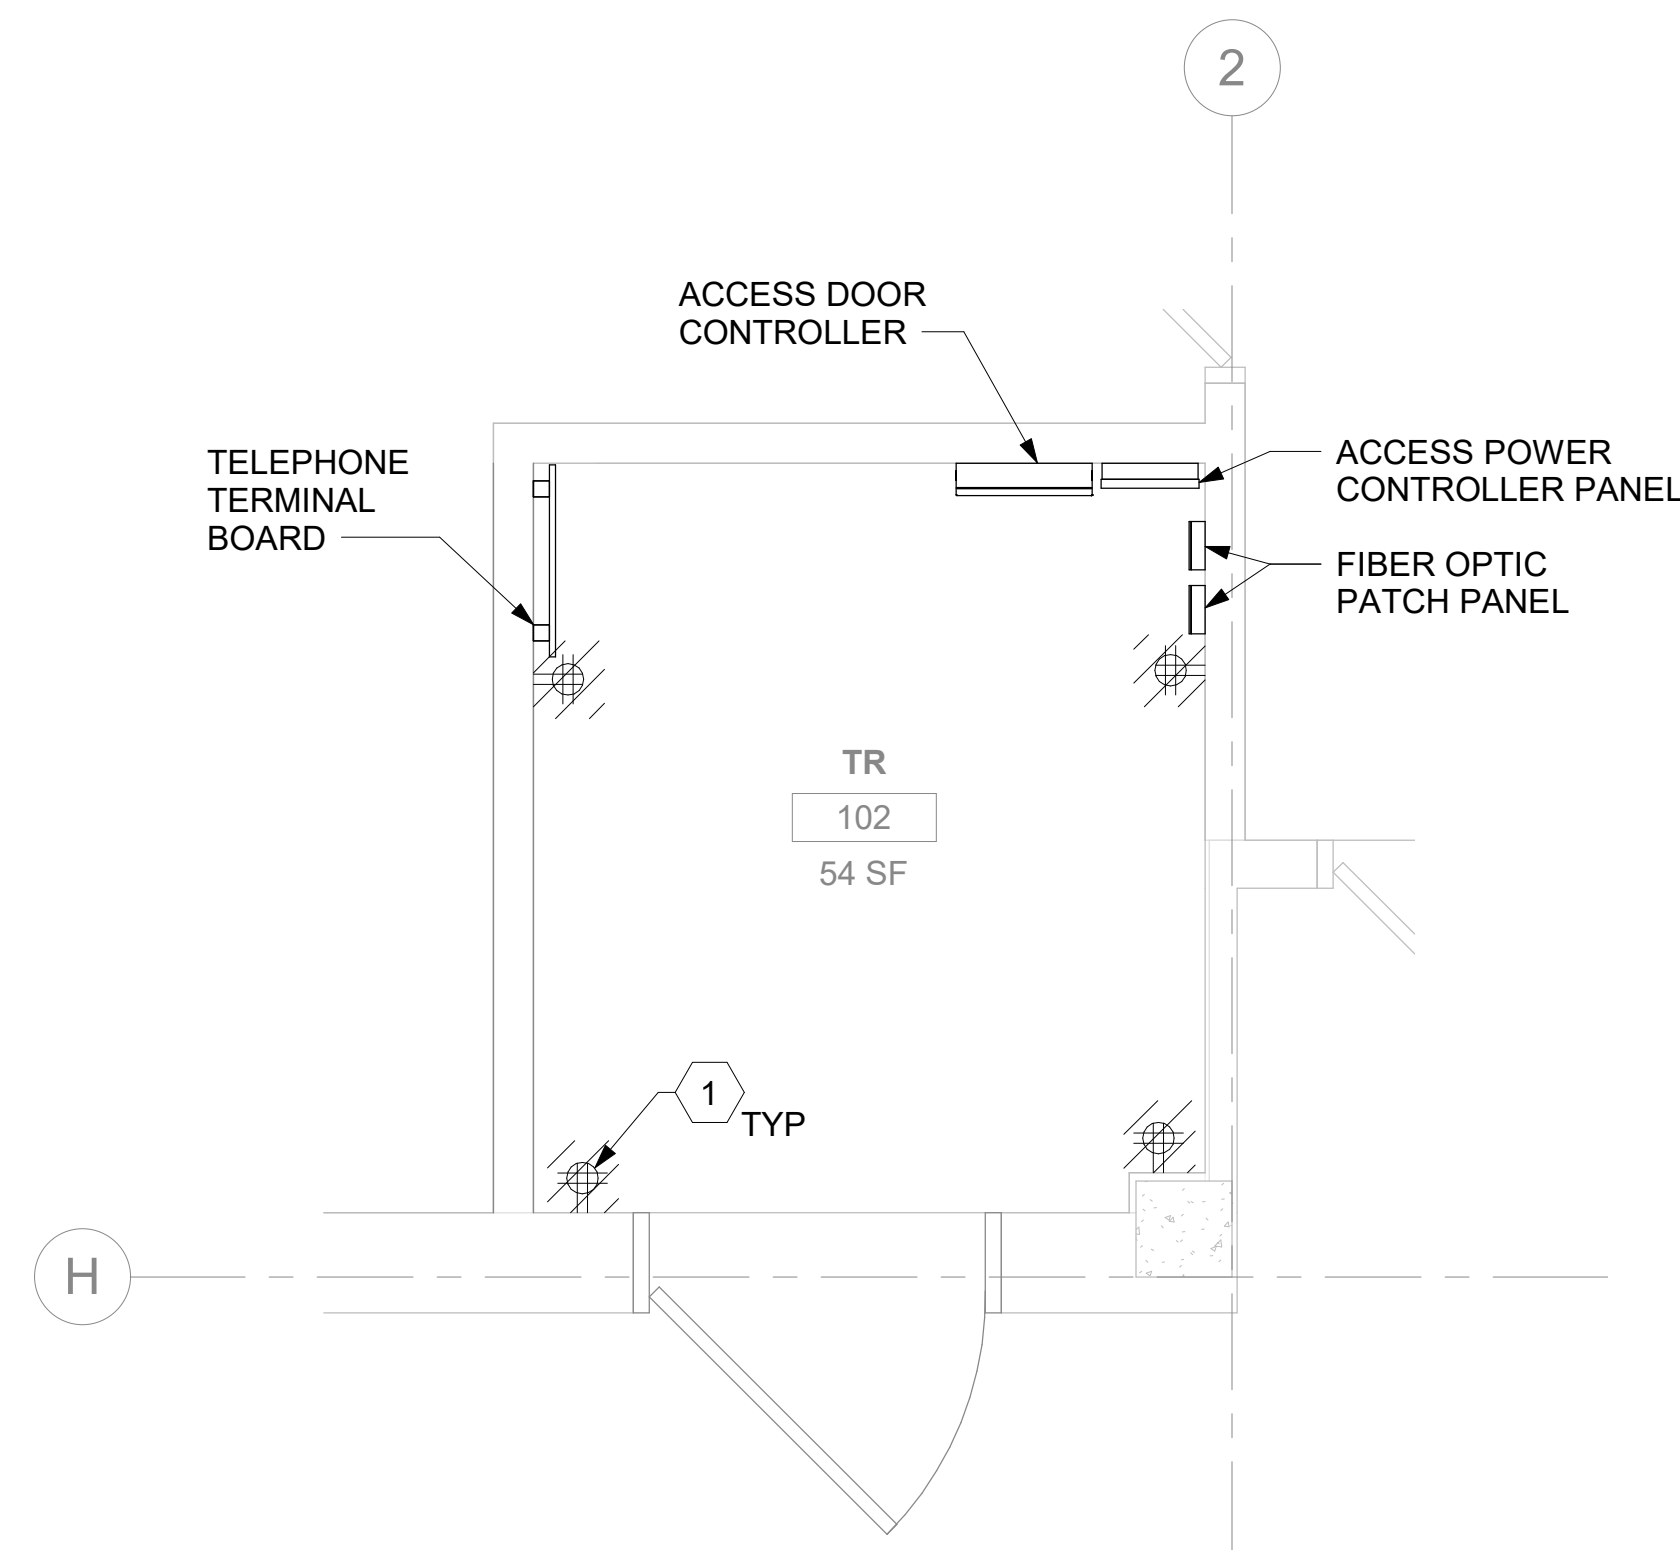 2
ACCESS DOOR
CONTROLLER
TELEPHONE
TERMINAL
BOARD
ACCESS POWER
CONTROLLER PANEL
FIBER OPTIC
PATCH PANEL
TR
102
54 SF
1
TYP
H